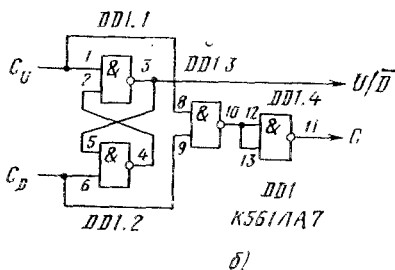 DD1.1
C_U 1 & 3 DD1.3 U/D̅
2 DD1.4
8 & 10 12 & 11 C
5 & 4 9 13
C_D 6 DD1
DD1.2 К561ЛА7
б)